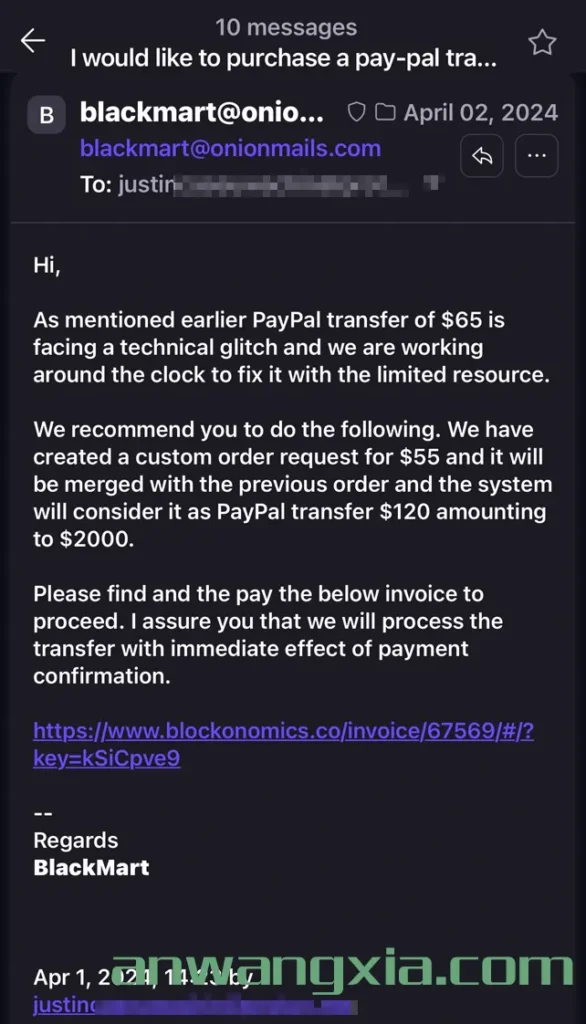 10 messages
I would like to purchase a pay-pal tra...
B
blackmart@onio... April 02, 2024
blackmart@onionmails.com
To: justin
Hi,
As mentioned earlier PayPal transfer of $65 is
facing a technical glitch and we are working
around the clock to fix it with the limited resource.
We recommend you to do the following. We have
created a custom order request for $55 and it will
be merged with the previous order and the system
will consider it as PayPal transfer $120 amounting
to $2000.
Please find and the pay the below invoice to
proceed. I assure you that we will process the
transfer with immediate effect of payment
confirmation.
https://www.blockonomics.co/invoice/67569/#/?
key=kSiCpve9
--
Regards
BlackMart
anwangxia.com
Apr 1, 2024, by
justin